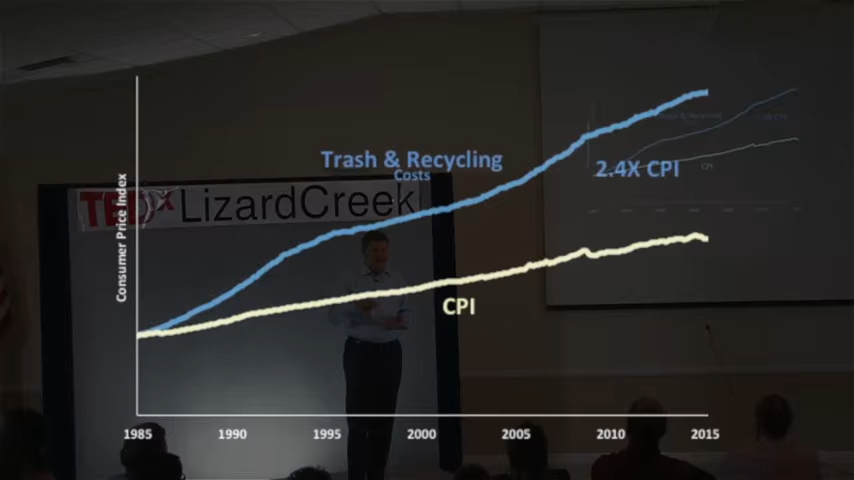 TEDx LizardCreek
Trash & Recycling
Costs
2.4X CPI
CPI
Consumer Price Index
1985 1990 1995 2000 2005 2010 2015